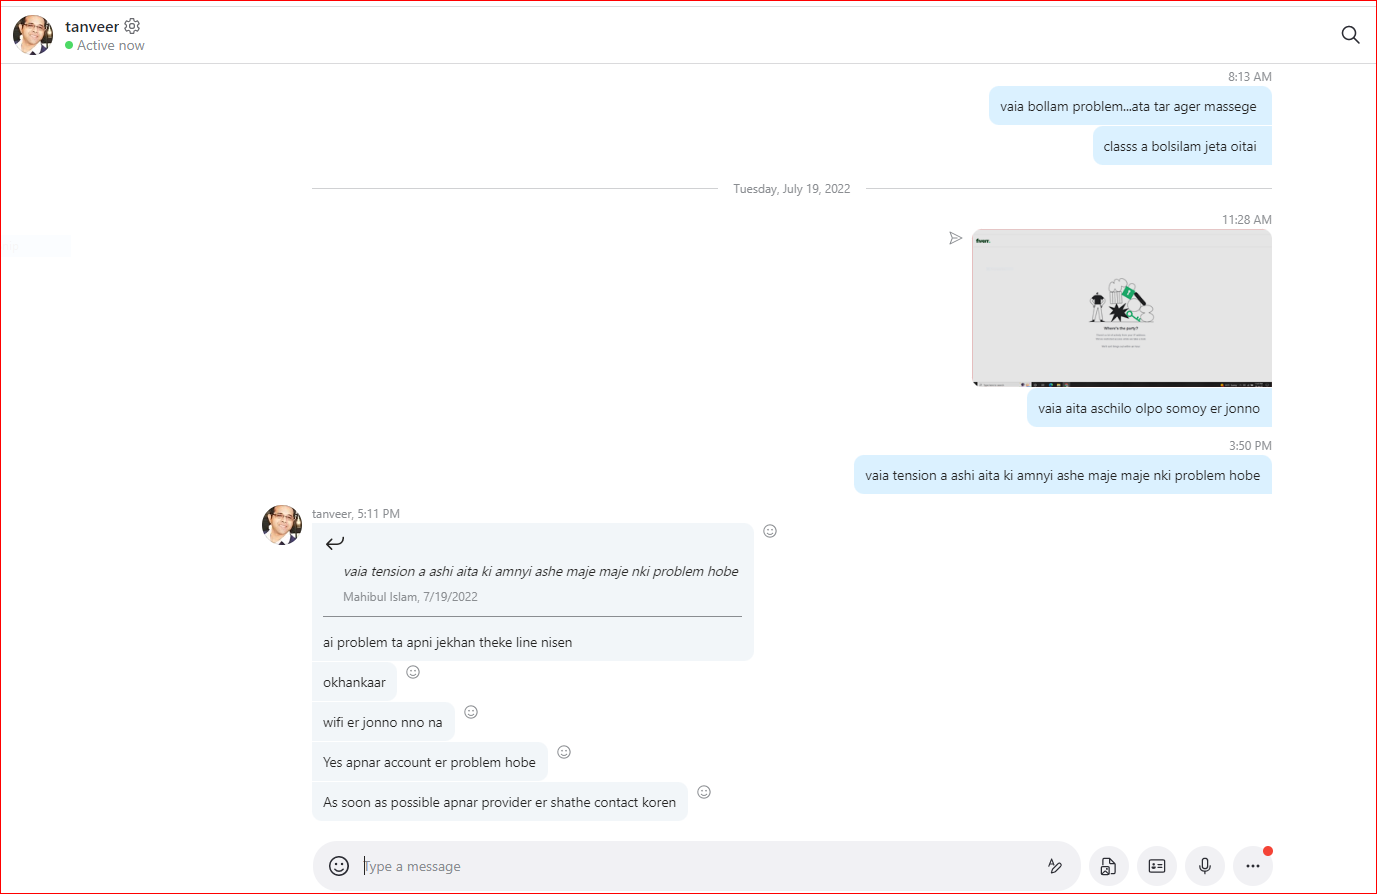 tanveer
Active now
8:13 AM
vaia bollam problem...ata tar ager massege
classs a bolsilam jeta oitai
Tuesday, July 19, 2022
11:28 AM
fiverr.
Where's the party?
vaia aita aschilo olpo somoy er jonno
3:50 PM
vaia tension a ashi aita ki amnyi ashe maje maje nki problem hobe
tanveer, 5:11 PM
vaia tension a ashi aita ki amnyi ashe maje maje nki problem hobe
Mahibul Islam, 7/19/2022
ai problem ta apni jekhan theke line nisen
okhankaar
wifi er jonno nno na
Yes apnar account er problem hobe
As soon as possible apnar provider er shathe contact koren
Type a message